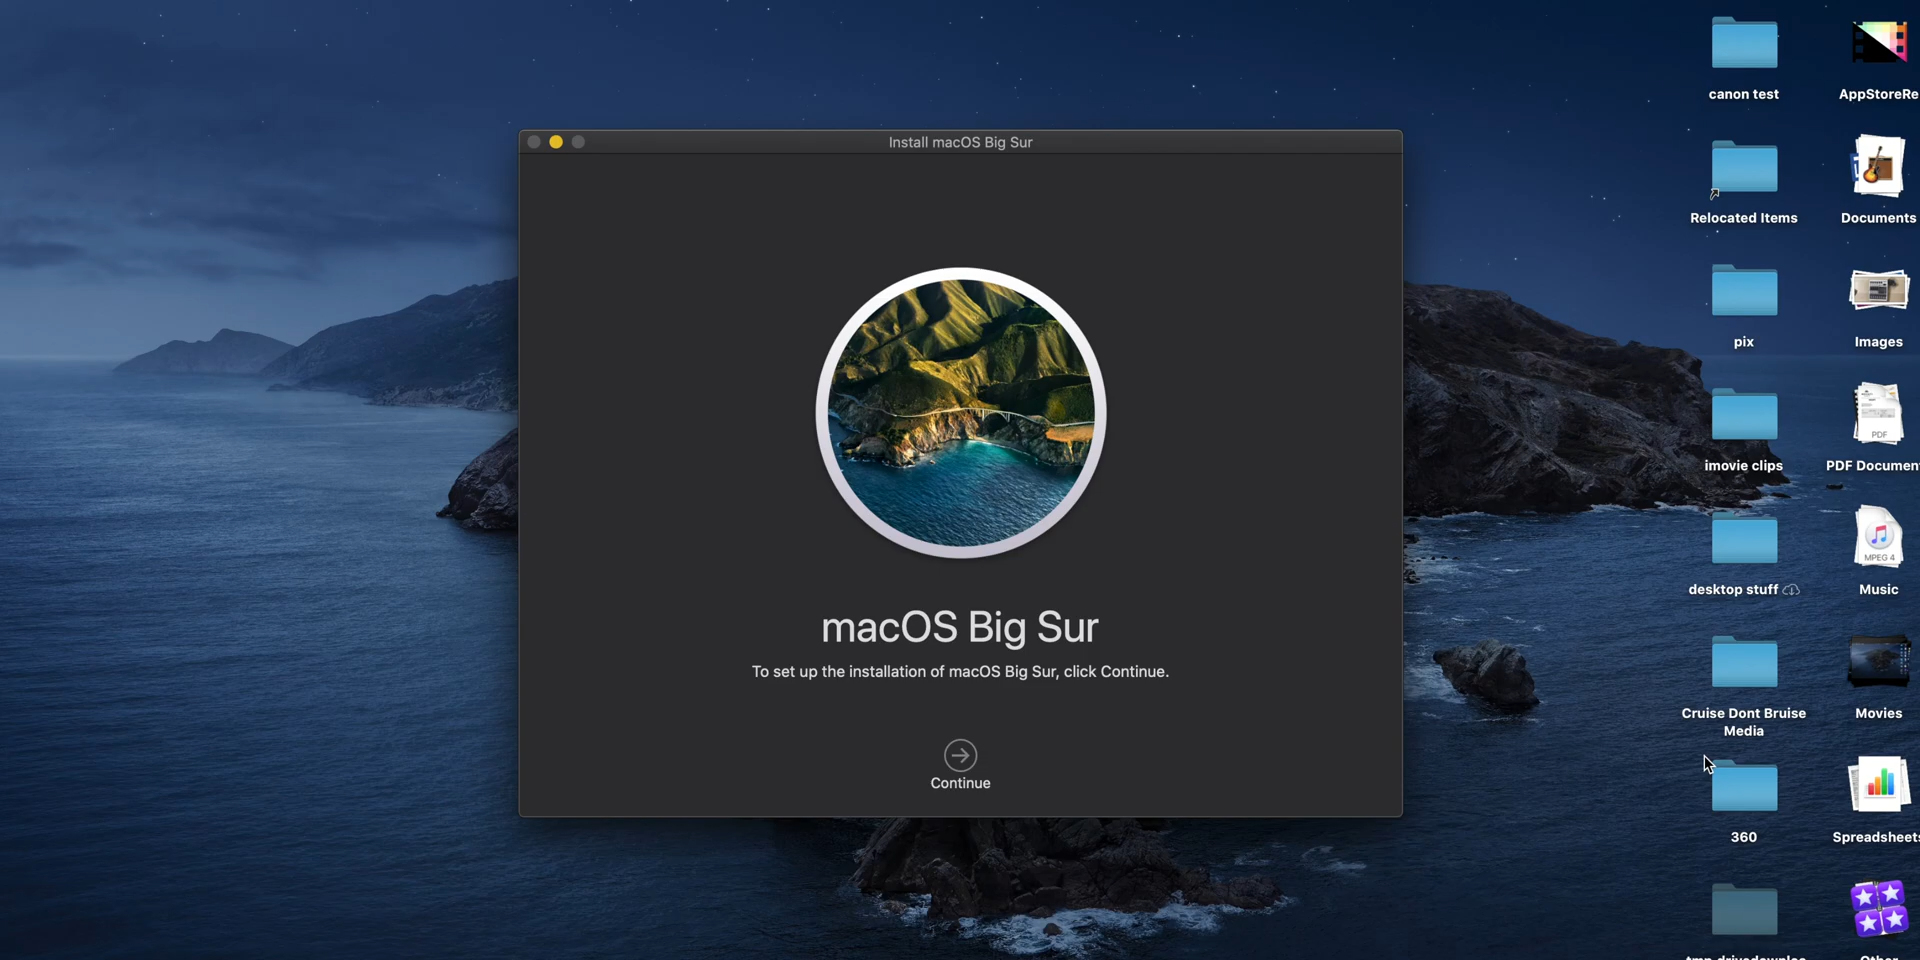 Install macOS Big Sur
macOS Big Sur
To set up the installation of macOS Big Sur, click Continue.
Continue
canon test
AppStoreRe
Relocated Items
Documents
pix
Images
imovie clips
PDF
PDF Documen
MPEG 4
desktop stuff
Music
Cruise Dont Bruise
Media
Movies
360
Spreadsheets